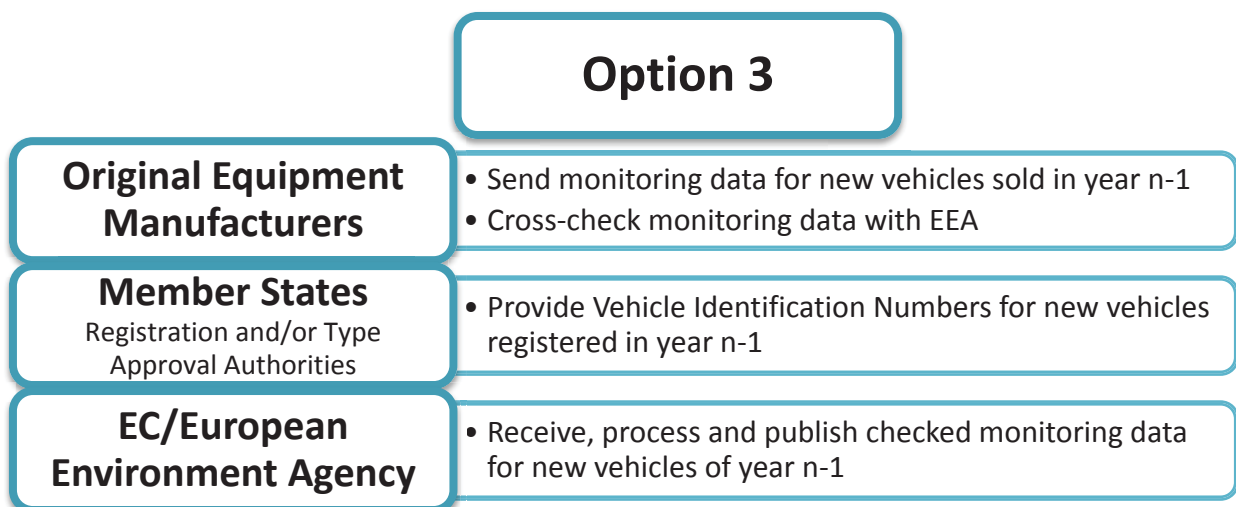 Option 3
Original Equipment
Manufacturers
• Send monitoring data for new vehicles sold in year n-1
• Cross-check monitoring data with EEA
Member States
Registration and/or Type
Approval Authorities
• Provide Vehicle Identification Numbers for new vehicles
registered in year n-1
EC/European
Environment Agency
• Receive, process and publish checked monitoring data
for new vehicles of year n-1